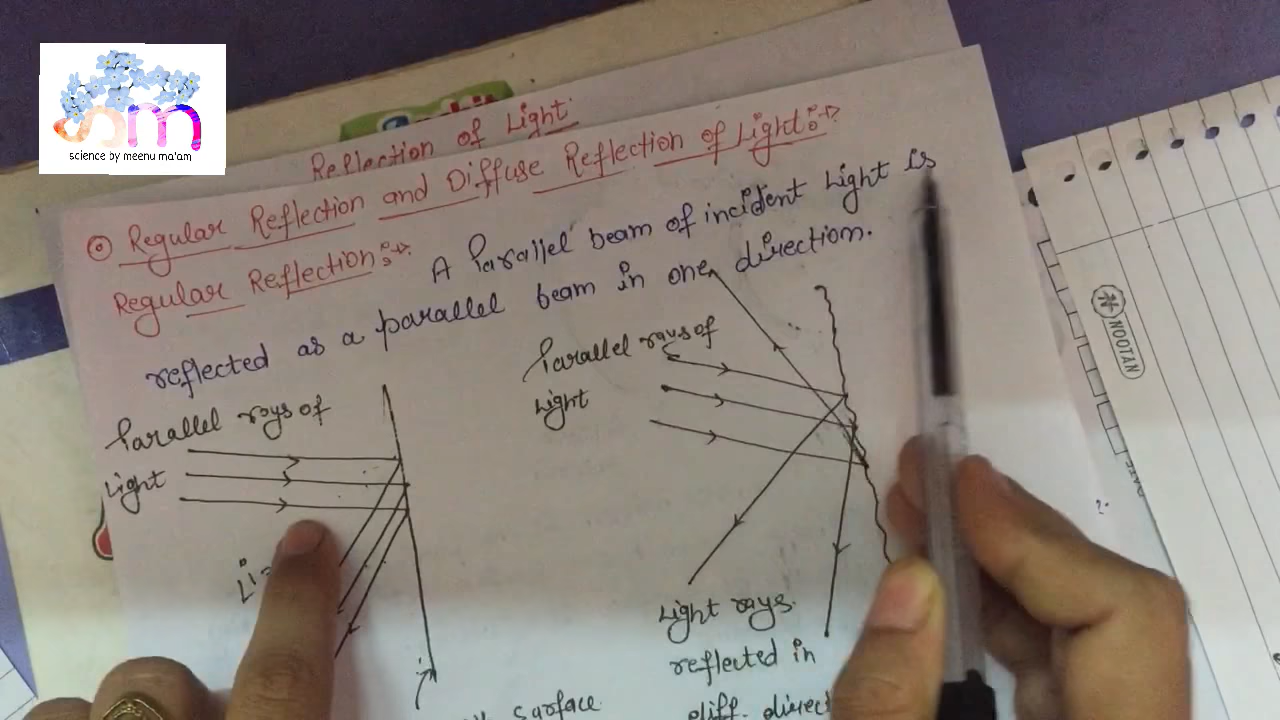 science by meenu ma'am
Reflection of Light
Regular Reflection and Diffuse Reflection of Light:→
Regular Reflection:→ A Parallel beam of incident Light is
reflected as a parallel beam in one direction.
Parallel rays of
Light
Parallel rays of
Light
Light rays
reflected in
diff. direct
surface
NOOTAN